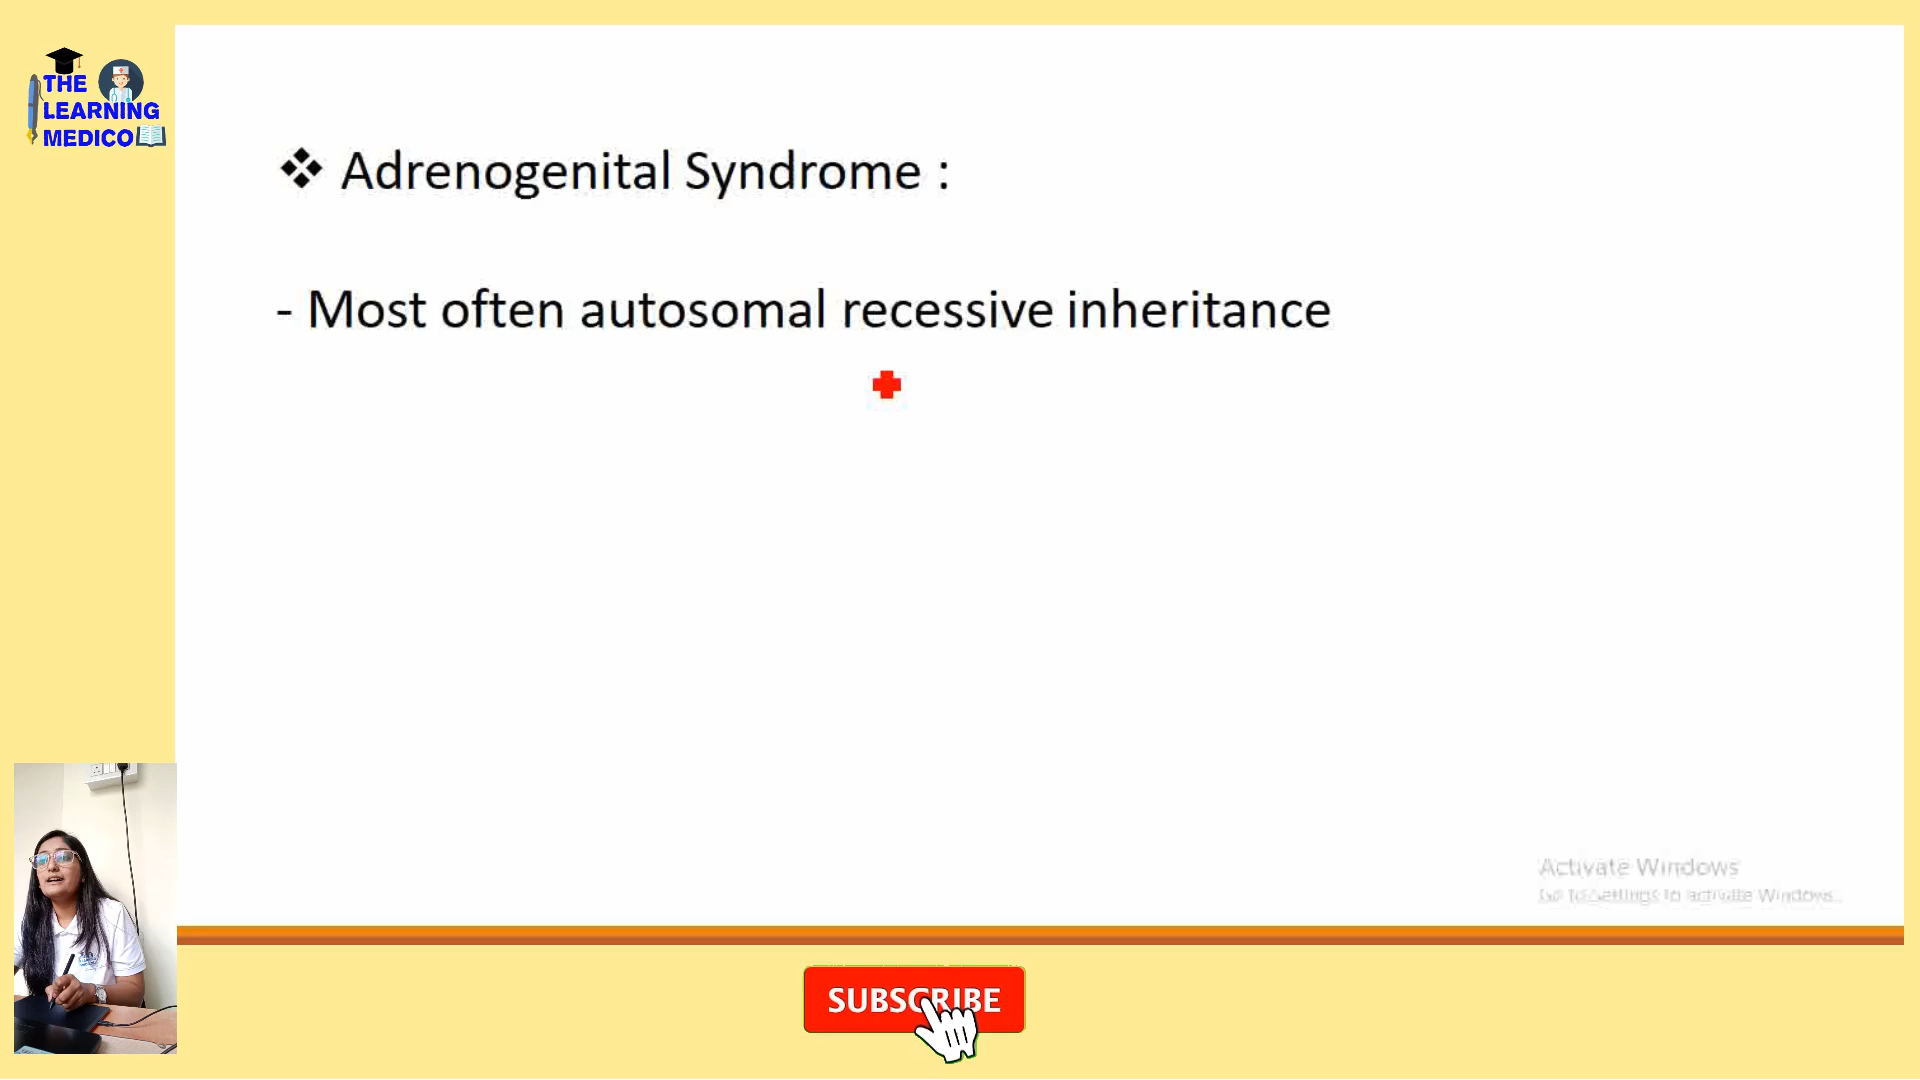 THE
LEARNING
MEDICO
❖ Adrenogenital Syndrome :
- Most often autosomal recessive inheritance
Activate Windows
Go to Settings to activate Windows.
SUBSCRIBE